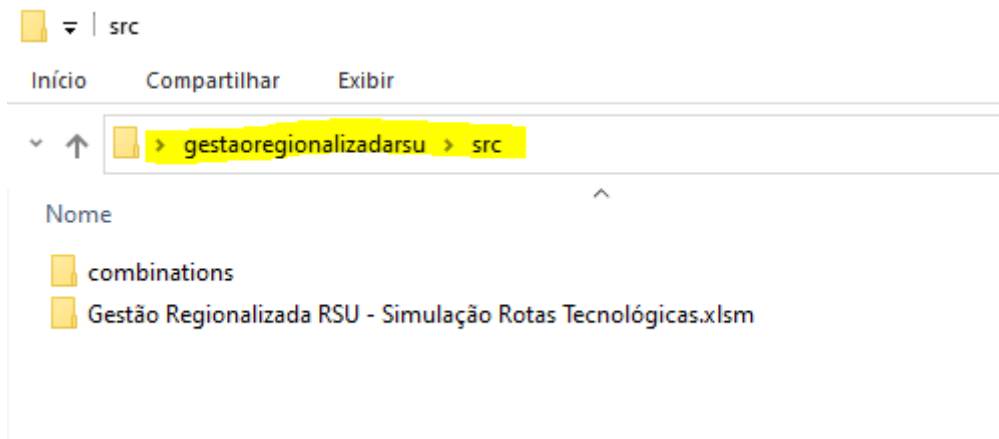 src
Início Compartilhar Exibir
gestaoregionalizadarsu > src
Nome
combinations
Gestão Regionalizada RSU - Simulação Rotas Tecnológicas.xlsm